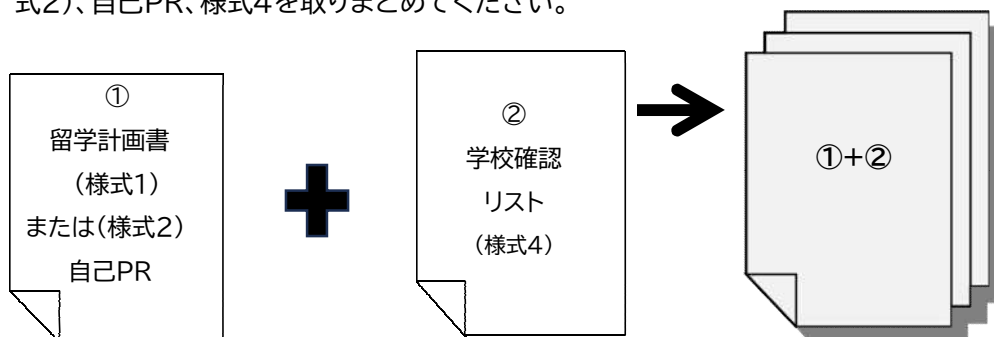 式2）、自己PR、様式4を取りまとめてください。
①
留学計画書
（様式1）
または（様式2）
自己PR
②
学校確認
リスト
（様式4）
①+②